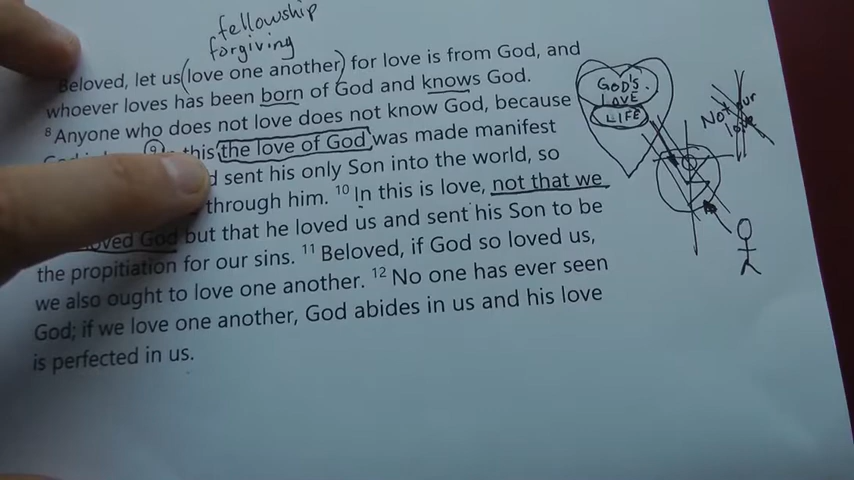 fellowship
forgiving
Beloved, let us (love one another) for love is from God, and
whoever loves has been born of God and knows God.
8 Anyone who does not love does not know God, because
9 this the love of God was made manifest
sent his only Son into the world, so
through him. 10 In this is love, not that we
loved God but that he loved us and sent his Son to be
the propitiation for our sins. 11 Beloved, if God so loved us,
we also ought to love one another. 12 No one has ever seen
God; if we love one another, God abides in us and his love
is perfected in us.
GOD'S
LOVE
LIFE
Not our
love